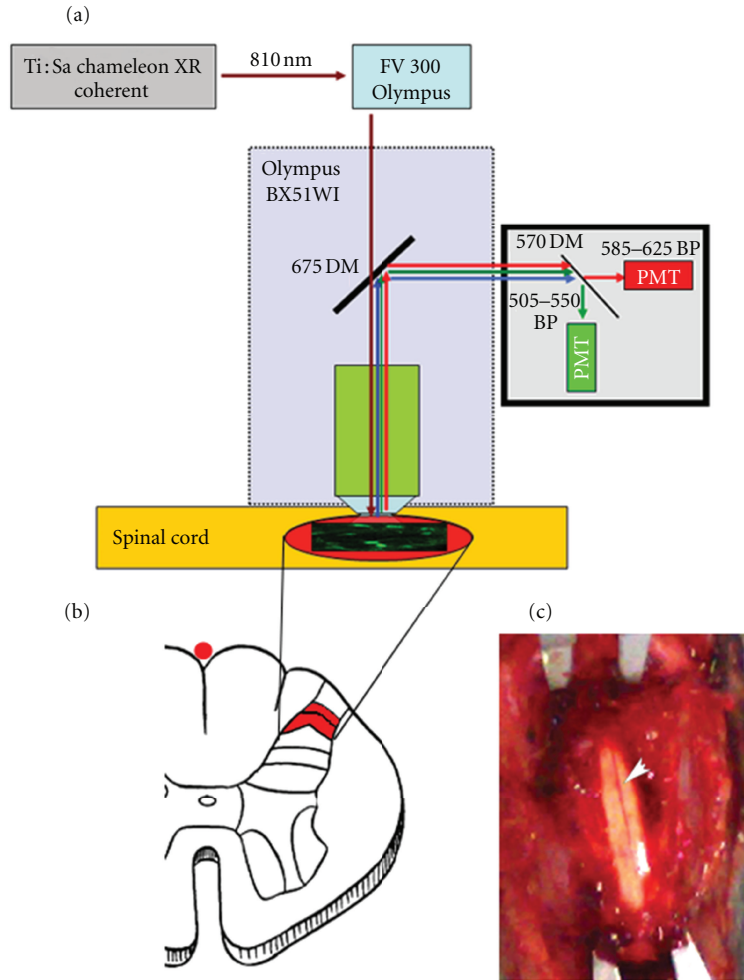 (a)
Ti:Sa chameleon XR
coherent
810 nm
FV 300
Olympus
Olympus
BX51WI
675 DM
570 DM
585–625 BP
PMT
505–550
BP
PMT
Spinal cord
(b)
(c)